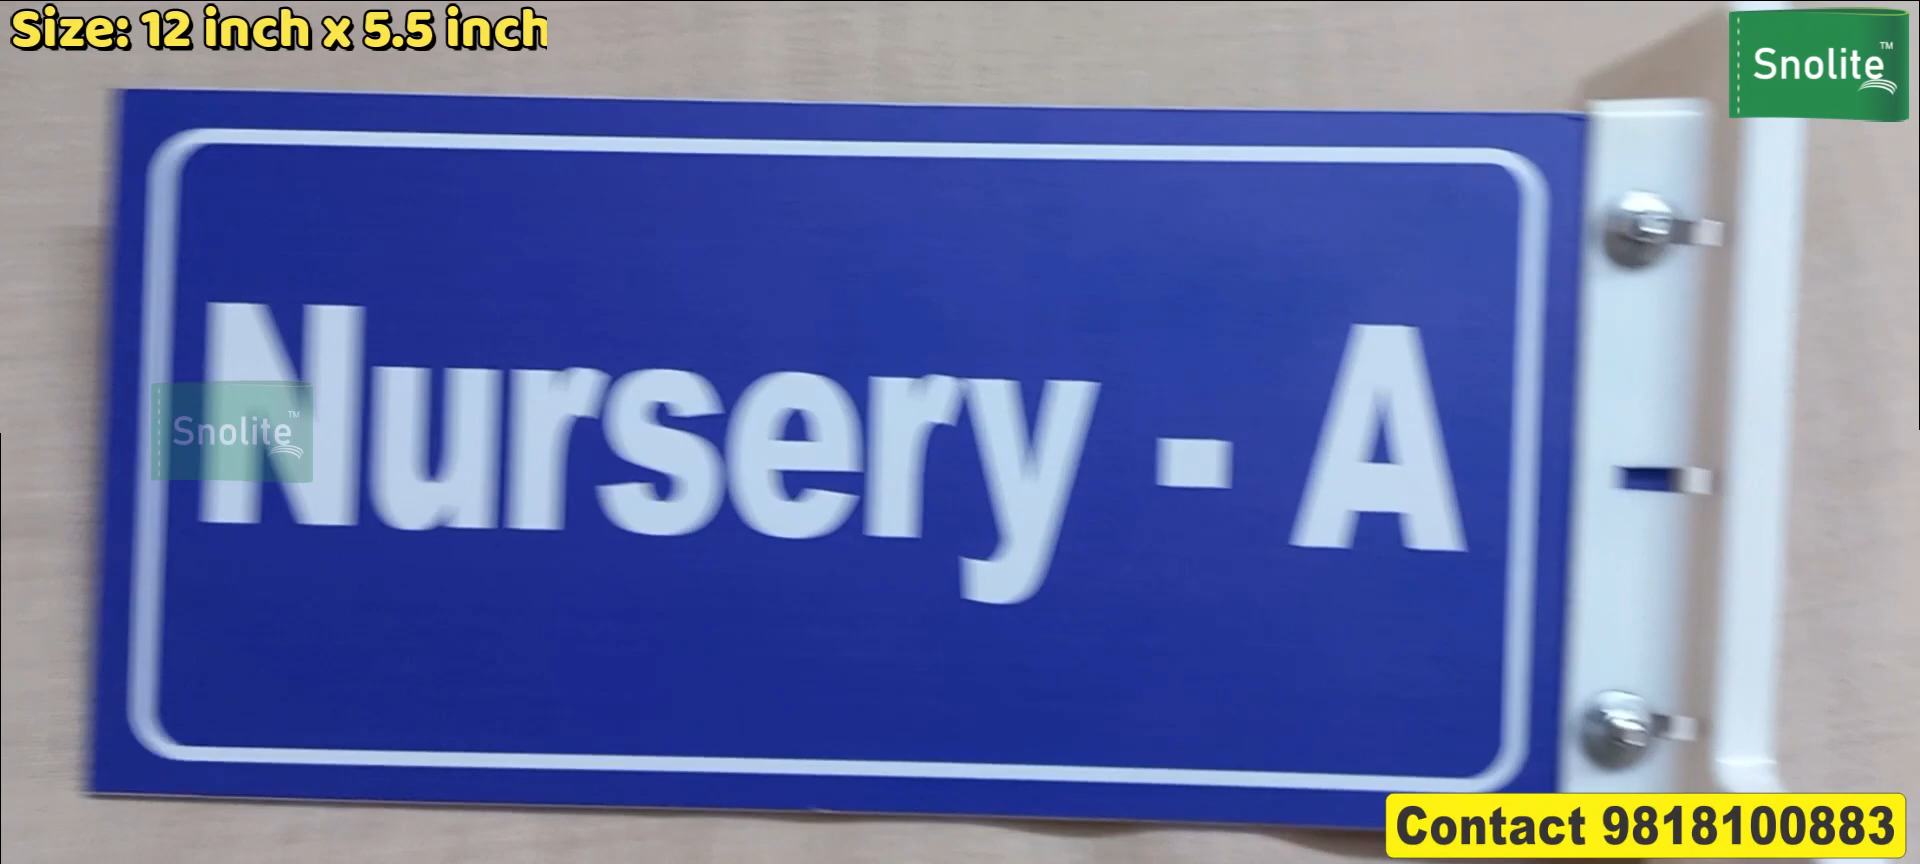 Size: 12 inch x 5.5 inch
Snolite™
Nursery - A
Snolite™
Contact 9818100883